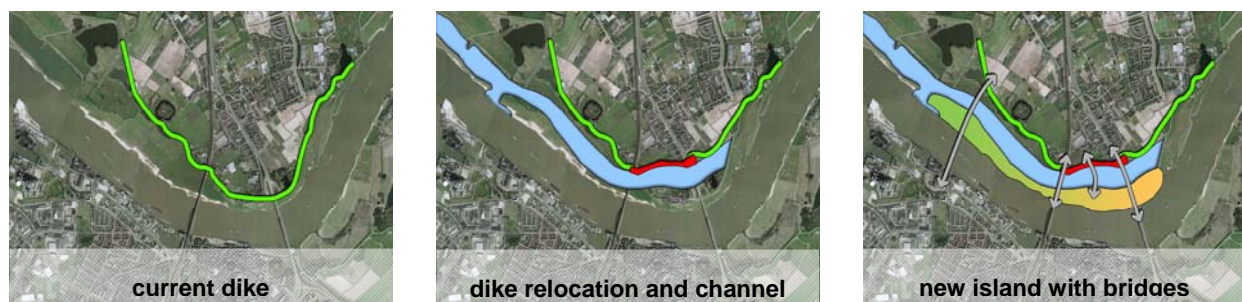 current dike
dike relocation and channel
new island with bridges